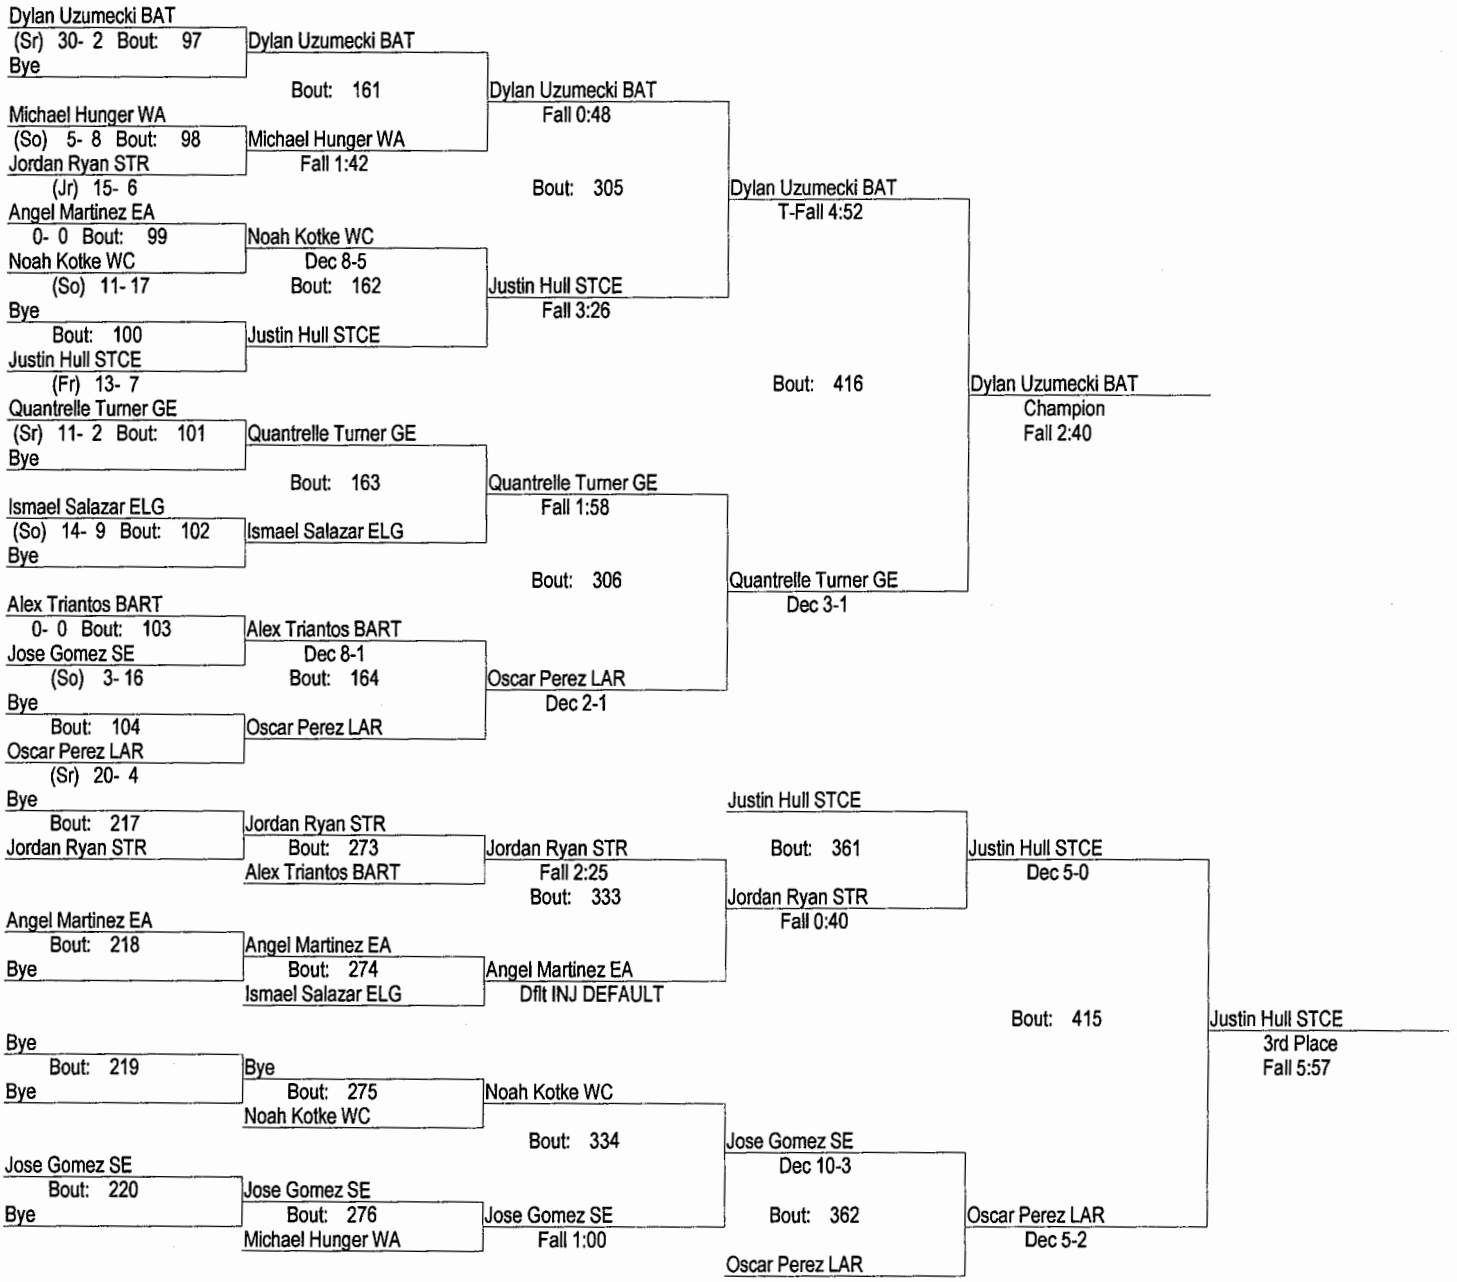 Dylan Uzumecki BAT
(Sr) 30- 2 Bout: 97
Bye
Dylan Uzumecki BAT
Bout: 161
Michael Hunger WA
(So) 5- 8 Bout: 98
Jordan Ryan STR
(Jr) 15- 6
Michael Hunger WA
Fall 1:42
Dylan Uzumecki BAT
Fall 0:48
Bout: 305
Angel Martinez EA
0- 0 Bout: 99
Noah Kotke WC
(So) 11- 17
Noah Kotke WC
Dec 8-5
Bout: 162
Bye
Bout: 100
Justin Hull STCE
(Fr) 13- 7
Justin Hull STCE
Justin Hull STCE
Fall 3:26
Dylan Uzumecki BAT
T-Fall 4:52
Bout: 416
Dylan Uzumecki BAT
Champion
Fall 2:40
Quantrelle Turner GE
(Sr) 11- 2 Bout: 101
Bye
Quantrelle Turner GE
Bout: 163
Ismael Salazar ELG
(So) 14- 9 Bout: 102
Bye
Ismael Salazar ELG
Quantrelle Turner GE
Fall 1:58
Bout: 306
Quantrelle Turner GE
Dec 3-1
Alex Triantos BART
0- 0 Bout: 103
Jose Gomez SE
(So) 3- 16
Alex Triantos BART
Dec 8-1
Bout: 164
Bye
Bout: 104
Oscar Perez LAR
(Sr) 20- 4
Oscar Perez LAR
Oscar Perez LAR
Dec 2-1
Bye
Bout: 217
Jordan Ryan STR
Jordan Ryan STR
Bout: 273
Alex Triantos BART
Jordan Ryan STR
Fall 2:25
Bout: 333
Angel Martinez EA
Bout: 218
Bye
Angel Martinez EA
Bout: 274
Ismael Salazar ELG
Angel Martinez EA
Dflt INJ DEFAULT
Justin Hull STCE
Bout: 361
Jordan Ryan STR
Fall 0:40
Justin Hull STCE
Dec 5-0
Bout: 415
Justin Hull STCE
3rd Place
Fall 5:57
Bye
Bout: 219
Bye
Bye
Bout: 275
Noah Kotke WC
Noah Kotke WC
Bout: 334
Jose Gomez SE
Bout: 220
Bye
Jose Gomez SE
Bout: 276
Michael Hunger WA
Jose Gomez SE
Fall 1:00
Jose Gomez SE
Dec 10-3
Bout: 362
Oscar Perez LAR
Oscar Perez LAR
Dec 5-2